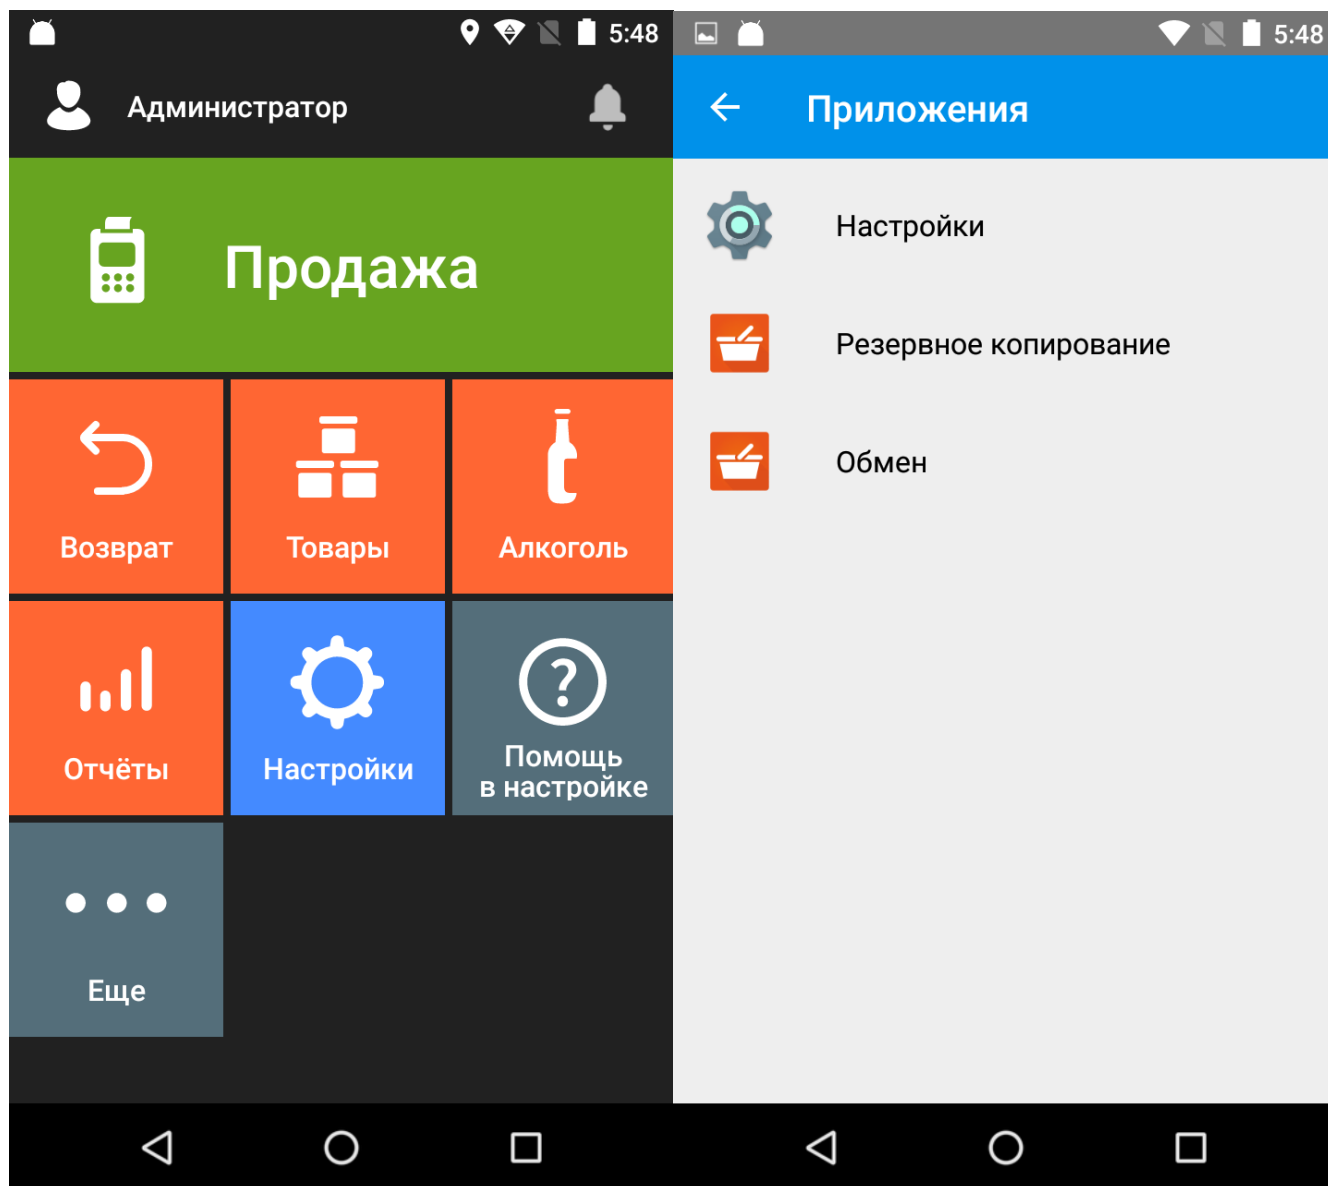 5:48
Администратор
Продажа
Возврат
Товары
Алкоголь
Отчёты
Настройки
Помощь
в настройке
Еще
5:48
Приложения
Настройки
Резервное копирование
Обмен